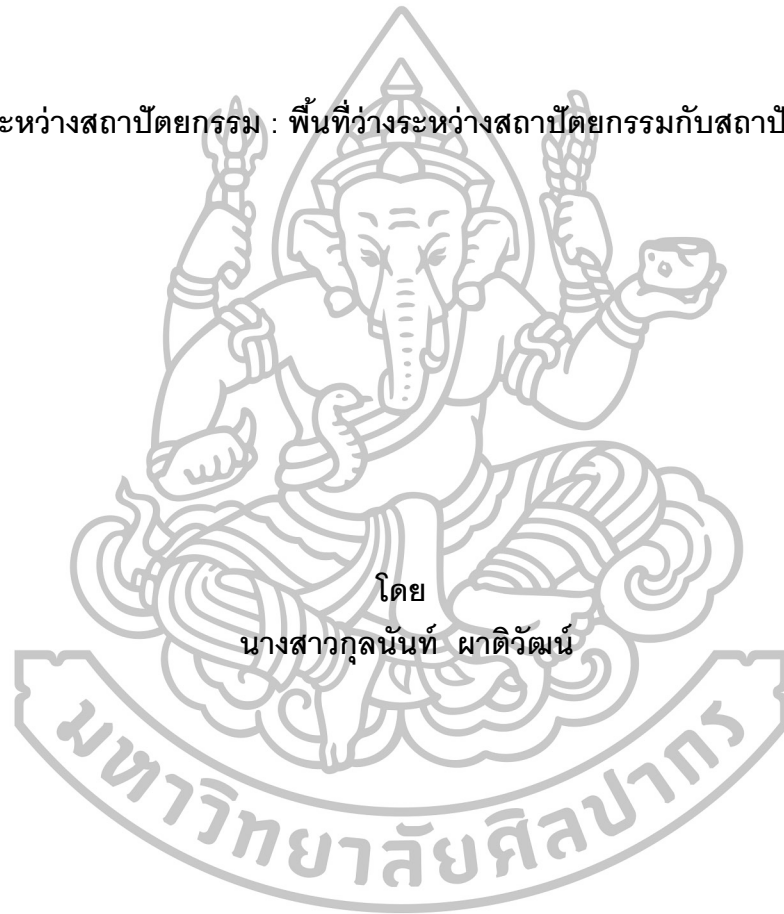 ะหว่างสถาปัตยกรรม : พื้นที่ว่างระหว่างสถาปัตยกรรมกับสถาปั
โดย
นางสาวกุลนันท์ ผาติวัฒน์
มหาวิทยาลัยศิลปากร